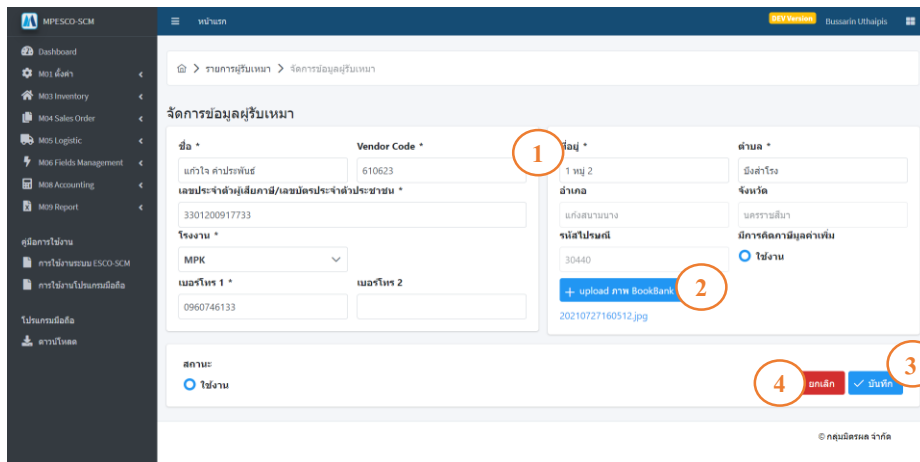 MPESCO-SCM
หน้าแรก
DEV Version
Bussarin Uthaipis
Dashboard
M01 ตั้งค่า
M03 Inventory
M04 Sales Order
M05 Logistic
M06 Fields Management
M08 Accounting
M09 Report
คู่มือการใช้งาน
การใช้งานระบบ ESCO-SCM
การใช้งานโปรแกรมมือถือ
โปรแกรมมือถือ
ดาวน์โหลด
รายการผู้รับเหมา > จัดการข้อมูลผู้รับเหมา
จัดการข้อมูลผู้รับเหมา
ชื่อ *
Vendor Code *
แก้วใจ ค่าประพันธ์
610623
เลขประจำตัวผู้เสียภาษี/เลขบัตรประชำตัวประชาชน *
3301200917733
โรงงาน *
MPK
เบอร์โทร 1 *
เบอร์โทร 2
0960746133
1
ที่อยู่ *
ตำบล *
1 หมู่ 2
บึงสำโรง
อำเภอ
จังหวัด
แก้งสนามนาง
นครราชสีมา
รหัสไปรษณี
มีการคิดภาษีมูลค่าเพิ่ม
30440
ใช้งาน
+ upload ภาพ BookBank
2
20210727160512.jpg
สถานะ
ใช้งาน
4
ยกเลิก
บันทึก
3
© กลุ่มมิตรผล จำกัด